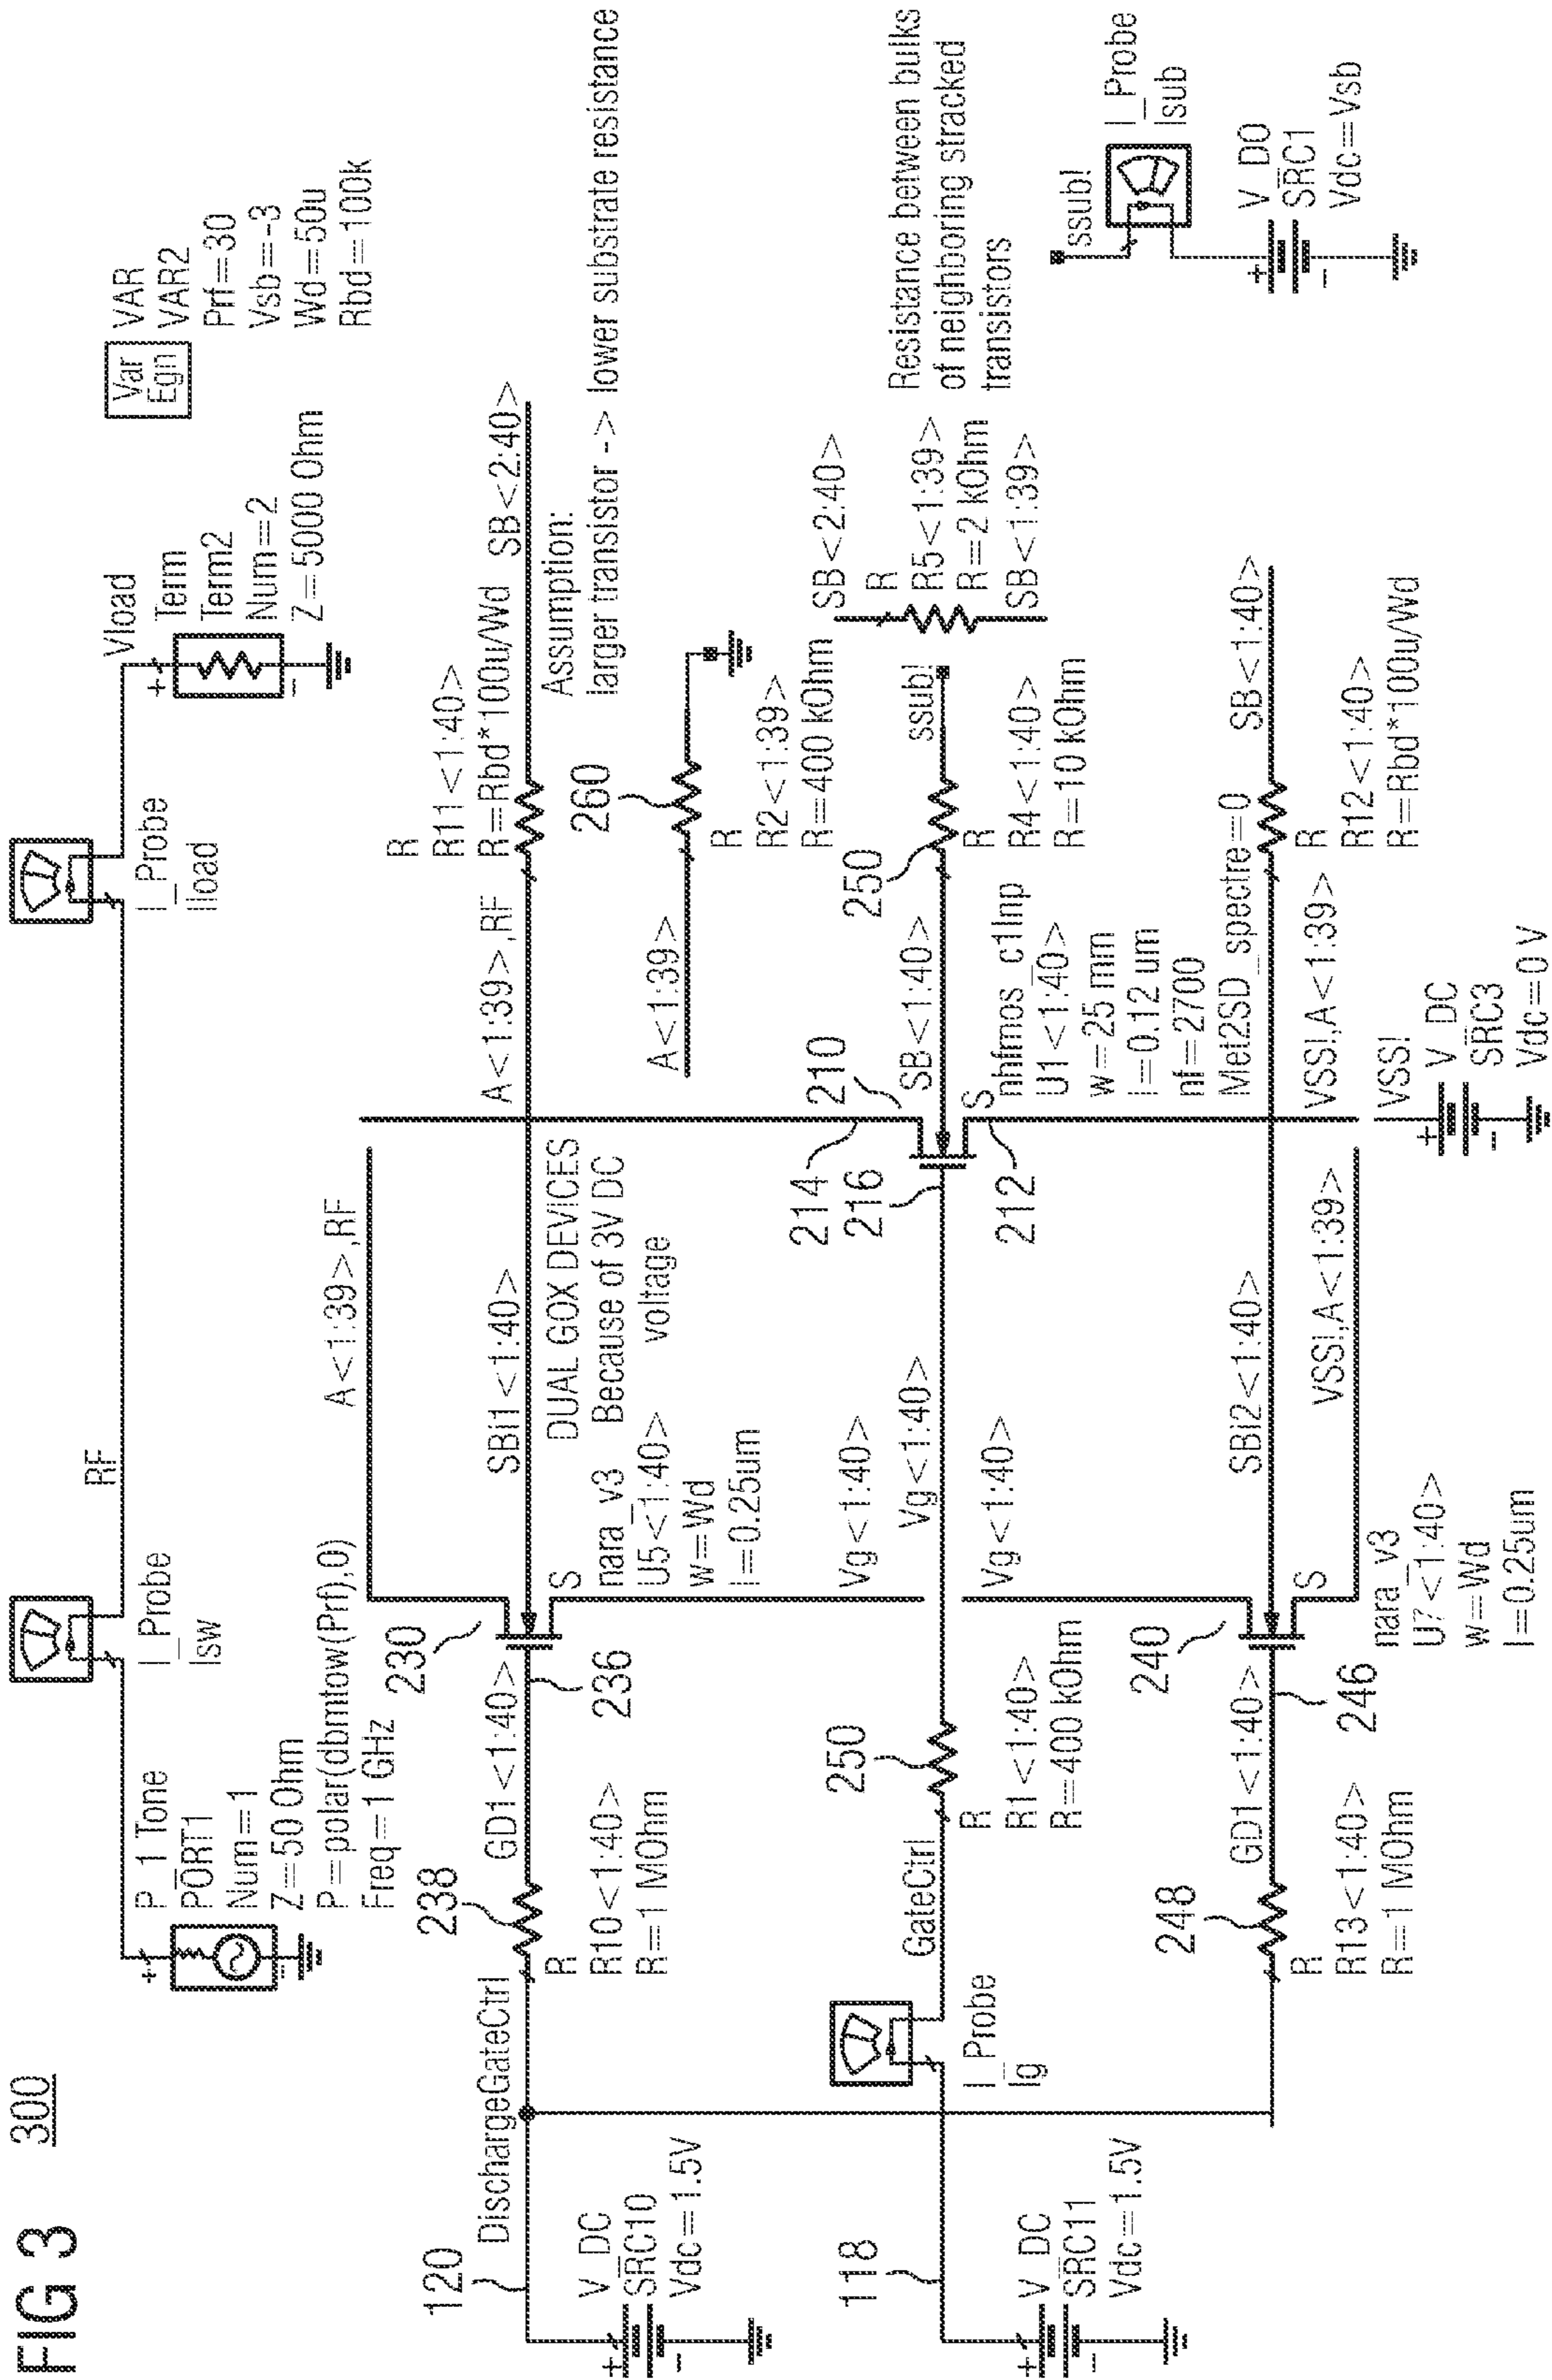 FIG 3
300
RF
I_Probe
Isw
I_Probe
Iload
Vload
Term
Term2
Num=2
Z=5000 Ohm
Var
Egn
VAR
VAR2
Prf=30
Vsb=-3
Wd=50u
Rbd=100k
P_1 Tone
PORT1
Num=1
Z=50 Ohm
P=polar(dbmtow(Prf),0)
Freq=1 GHz
A<1:39>,RF
120
DischargeGateCtrl
238
R
R10<1:40>
R=1 MOhm
GD1<1:40>
230
236
S
SBi1<1:40>
DUAL GOX DEVICES
Because of 3V DC
voltage
nara_v3
U5<1:40>
w=Wd
l=0.25um
A<1:39>,RF
R
R11<1:40>
R=Rbd*100u/Wd
SB<2:40>
Assumption:
larger transistor -> lower substrate resistance
V_DC
SRC10
Vdc=1.5V
A<1:39>
260
R
R2<1:39>
R=400 kOhm
Vg<1:40>
Vg<1:40>
Vg<1:40>
118
I_Probe
Ig
GateCtrl
250
R
R1<1:40>
R=400 kOhm
214
216
210
212
S
SB<1:40>
nhfmos_c1lnp
U1<1:40>
w=25 mm
l=0.12 um
nf=2700
Met2SD_spectre=0
250
ssub!
R
R4<1:40>
R=10 kOhm
SB<2:40>
R
R5<1:39>
R=2 kOhm
SB<1:39>
Resistance between bulks
of neighboring stracked
transistors
V_DC
SRC11
Vdc=1.5V
248
R
R13<1:40>
R=1 MOhm
GD1<1:40>
240
246
S
nara_v3
U7<1:40>
w=Wd
l=0.25um
SBi2<1:40>
VSS!,A<1:39>
VSS!,A<1:39>
SB<1:40>
R
R12<1:40>
R=Rbd*100u/Wd
VSS!
V_DC
SRC3
Vdc=0 V
ssub!
I_Probe
Isub
V_DO
SRC1
Vdc=Vsb